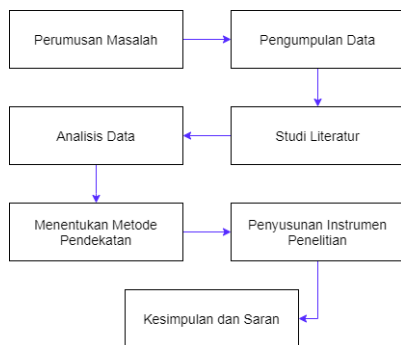 Perumusan Masalah
Pengumpulan Data
Studi Literatur
Analisis Data
Menentukan Metode
Pendekatan
Penyusunan Instrumen
Penelitian
Kesimpulan dan Saran